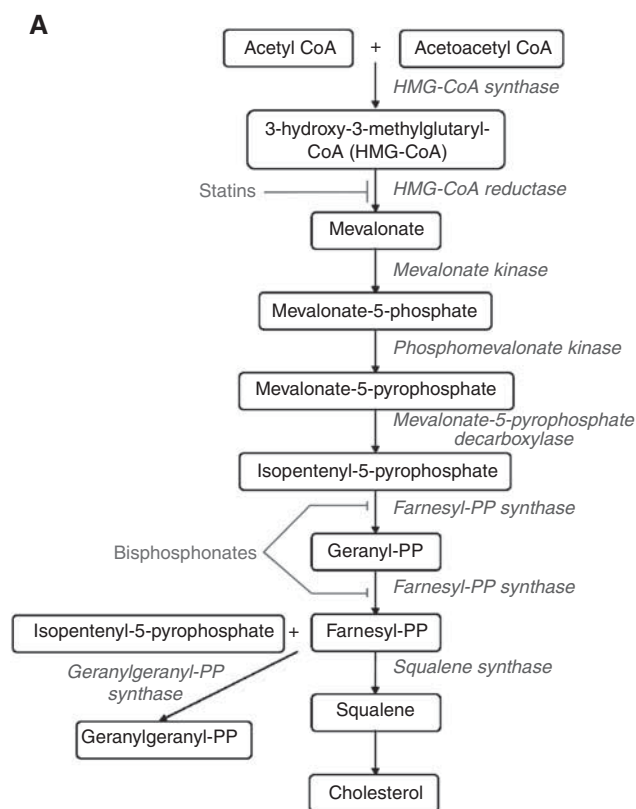 A
Acetyl CoA + Acetoacetyl CoA
HMG-CoA synthase
3-hydroxy-3-methylglutaryl-
CoA (HMG-CoA)
Statins
HMG-CoA reductase
Mevalonate
Mevalonate kinase
Mevalonate-5-phosphate
Phosphomevalonate kinase
Mevalonate-5-pyrophosphate
Mevalonate-5-pyrophosphate
decarboxylase
Isopentenyl-5-pyrophosphate
Farnesyl-PP synthase
Bisphosphonates
Geranyl-PP
Farnesyl-PP synthase
Isopentenyl-5-pyrophosphate + Farnesyl-PP
Geranylgeranyl-PP
synthase
Squalene synthase
Squalene
Geranylgeranyl-PP
Cholesterol